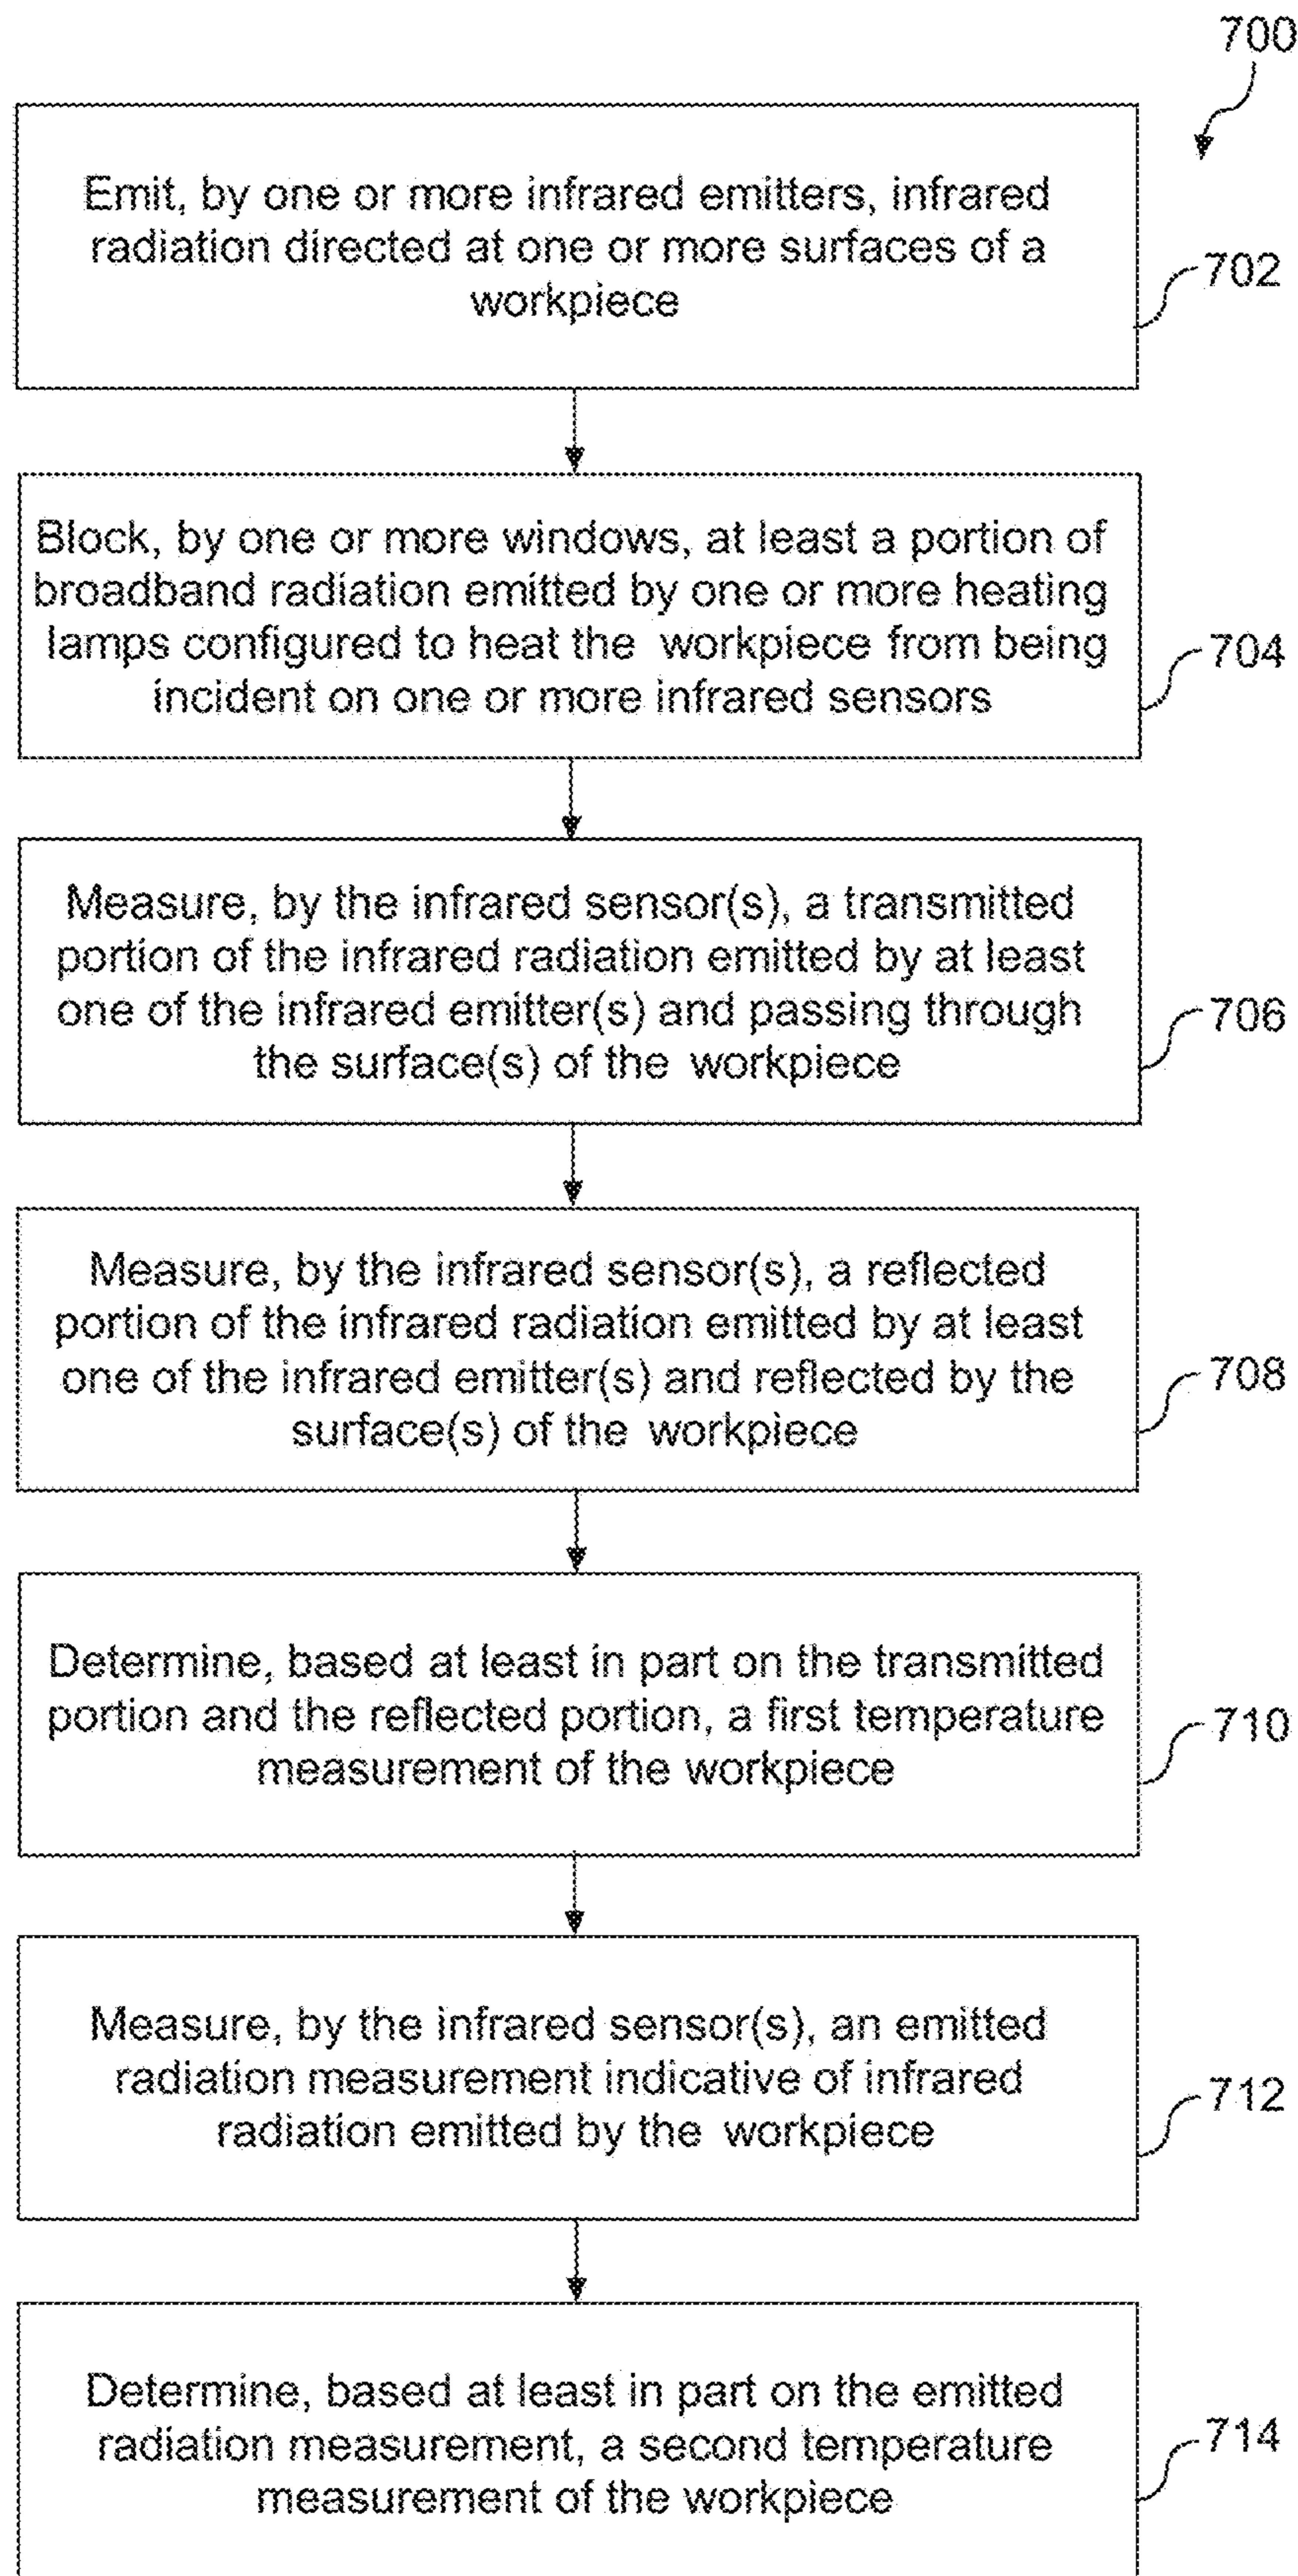 700
Emit, by one or more infrared emitters, infrared
radiation directed at one or more surfaces of a
workpiece
702
Block, by one or more windows, at least a portion of
broadband radiation emitted by one or more heating
lamps configured to heat the workpiece from being
incident on one or more infrared sensors
704
Measure, by the infrared sensor(s), a transmitted
portion of the infrared radiation emitted by at least
one of the infrared emitter(s) and passing through
the surface(s) of the workpiece
706
Measure, by the infrared sensor(s), a reflected
portion of the infrared radiation emitted by at least
one of the infrared emitter(s) and reflected by the
surface(s) of the workpiece
708
Determine, based at least in part on the transmitted
portion and the reflected portion, a first temperature
measurement of the workpiece
710
Measure, by the infrared sensor(s), an emitted
radiation measurement indicative of infrared
radiation emitted by the workpiece
712
Determine, based at least in part on the emitted
radiation measurement, a second temperature
measurement of the workpiece
714